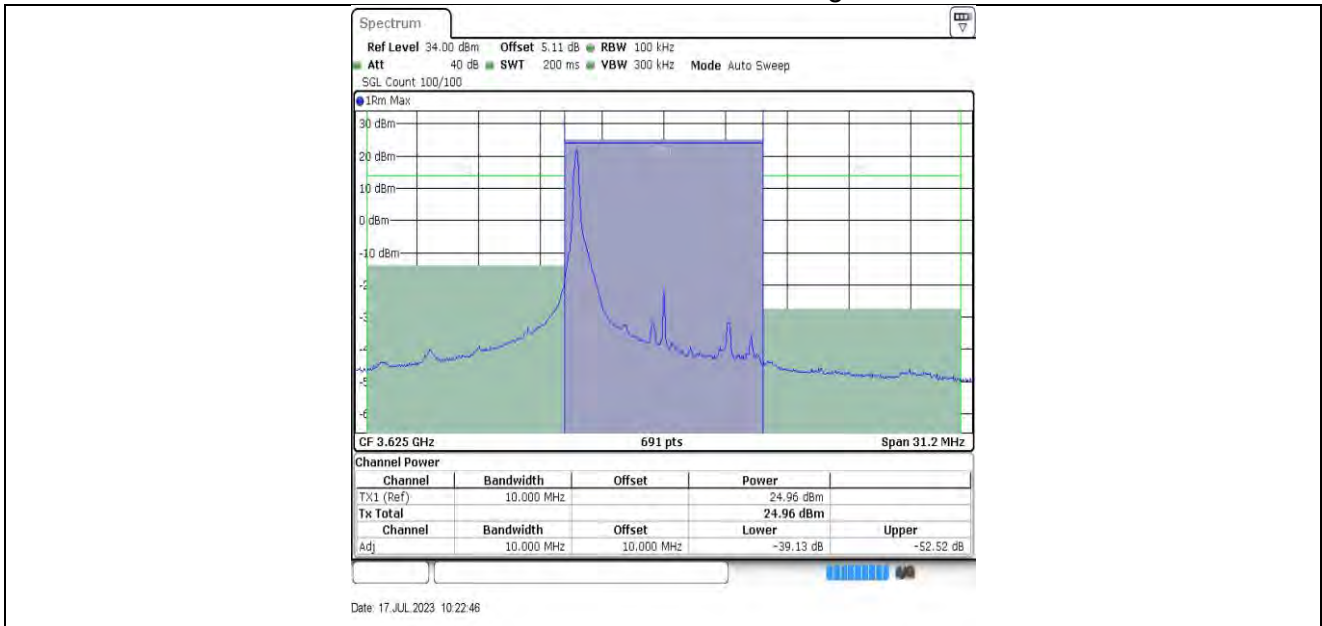 Spectrum
Ref Level 34.00 dBm Offset 5.11 dB RBW 100 kHz
Att 40 dB SWT 200 ms VBW 300 kHz Mode Auto Sweep
SGL Count 100/100
1Rm Max
30 dBm
20 dBm
10 dBm
0 dBm
-10 dBm
-2
-3
-4
-5
-6
CF 3.625 GHz 691 pts Span 31.2 MHz
Channel Power
Channel Bandwidth Offset Power
TX1 (Ref) 10.000 MHz 24.96 dBm
Tx Total 24.96 dBm
Channel Bandwidth Offset Lower Upper
Adj 10.000 MHz 10.000 MHz -39.13 dB -52.52 dB
Date: 17.JUL.2023 10:22:46